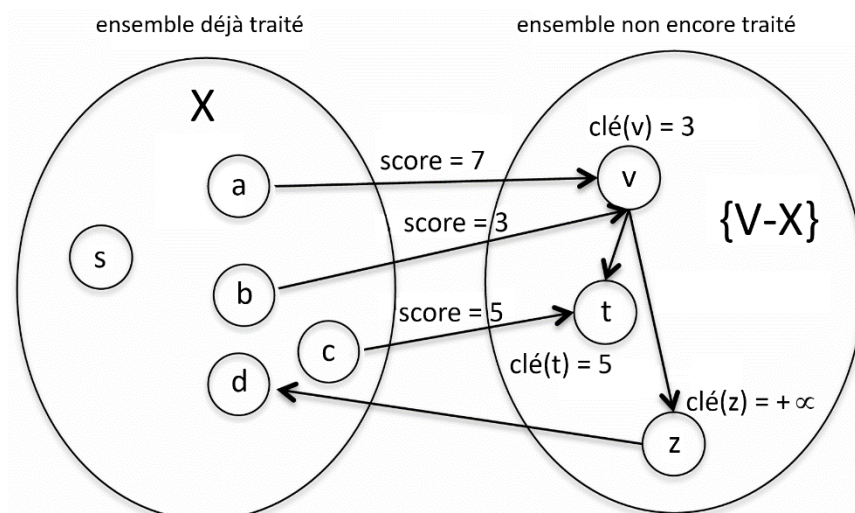 ensemble déjà traité
ensemble non encore traité
X
clé(v) = 3
score = 7
a
v
{V-X}
score = 3
s
b
t
score = 5
c
clé(t) = 5
d
clé(z) = + ∝
z